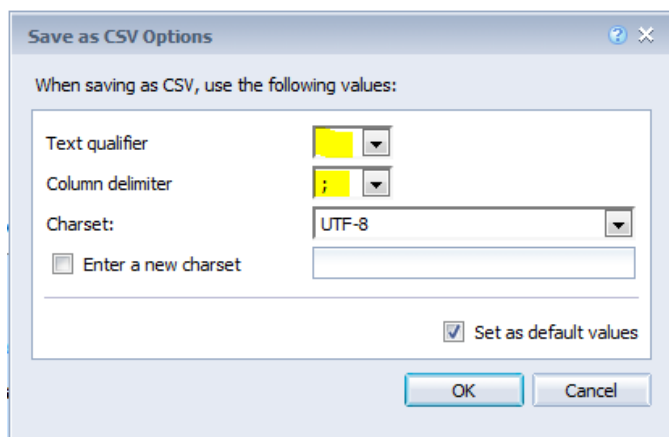 Save as CSV Options
When saving as CSV, use the following values:
Text qualifier
Column delimiter ;
Charset: UTF-8
Enter a new charset
Set as default values
OK Cancel